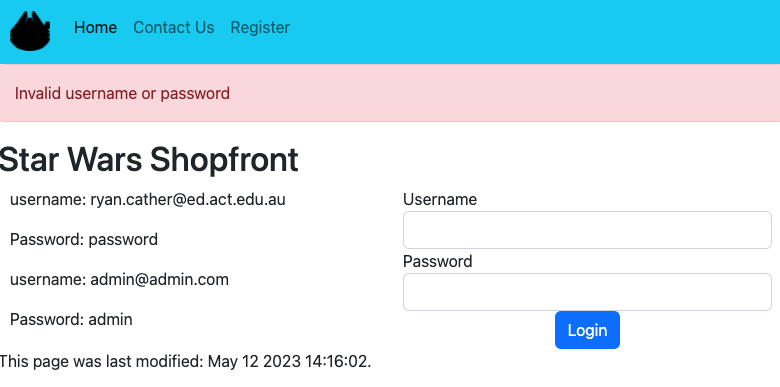 Home Contact Us Register
Invalid username or password
Star Wars Shopfront
username: ryan.cather@ed.act.edu.au
Password: password
username: admin@admin.com
Password: admin
Username
Password
Login
This page was last modified: May 12 2023 14:16:02.